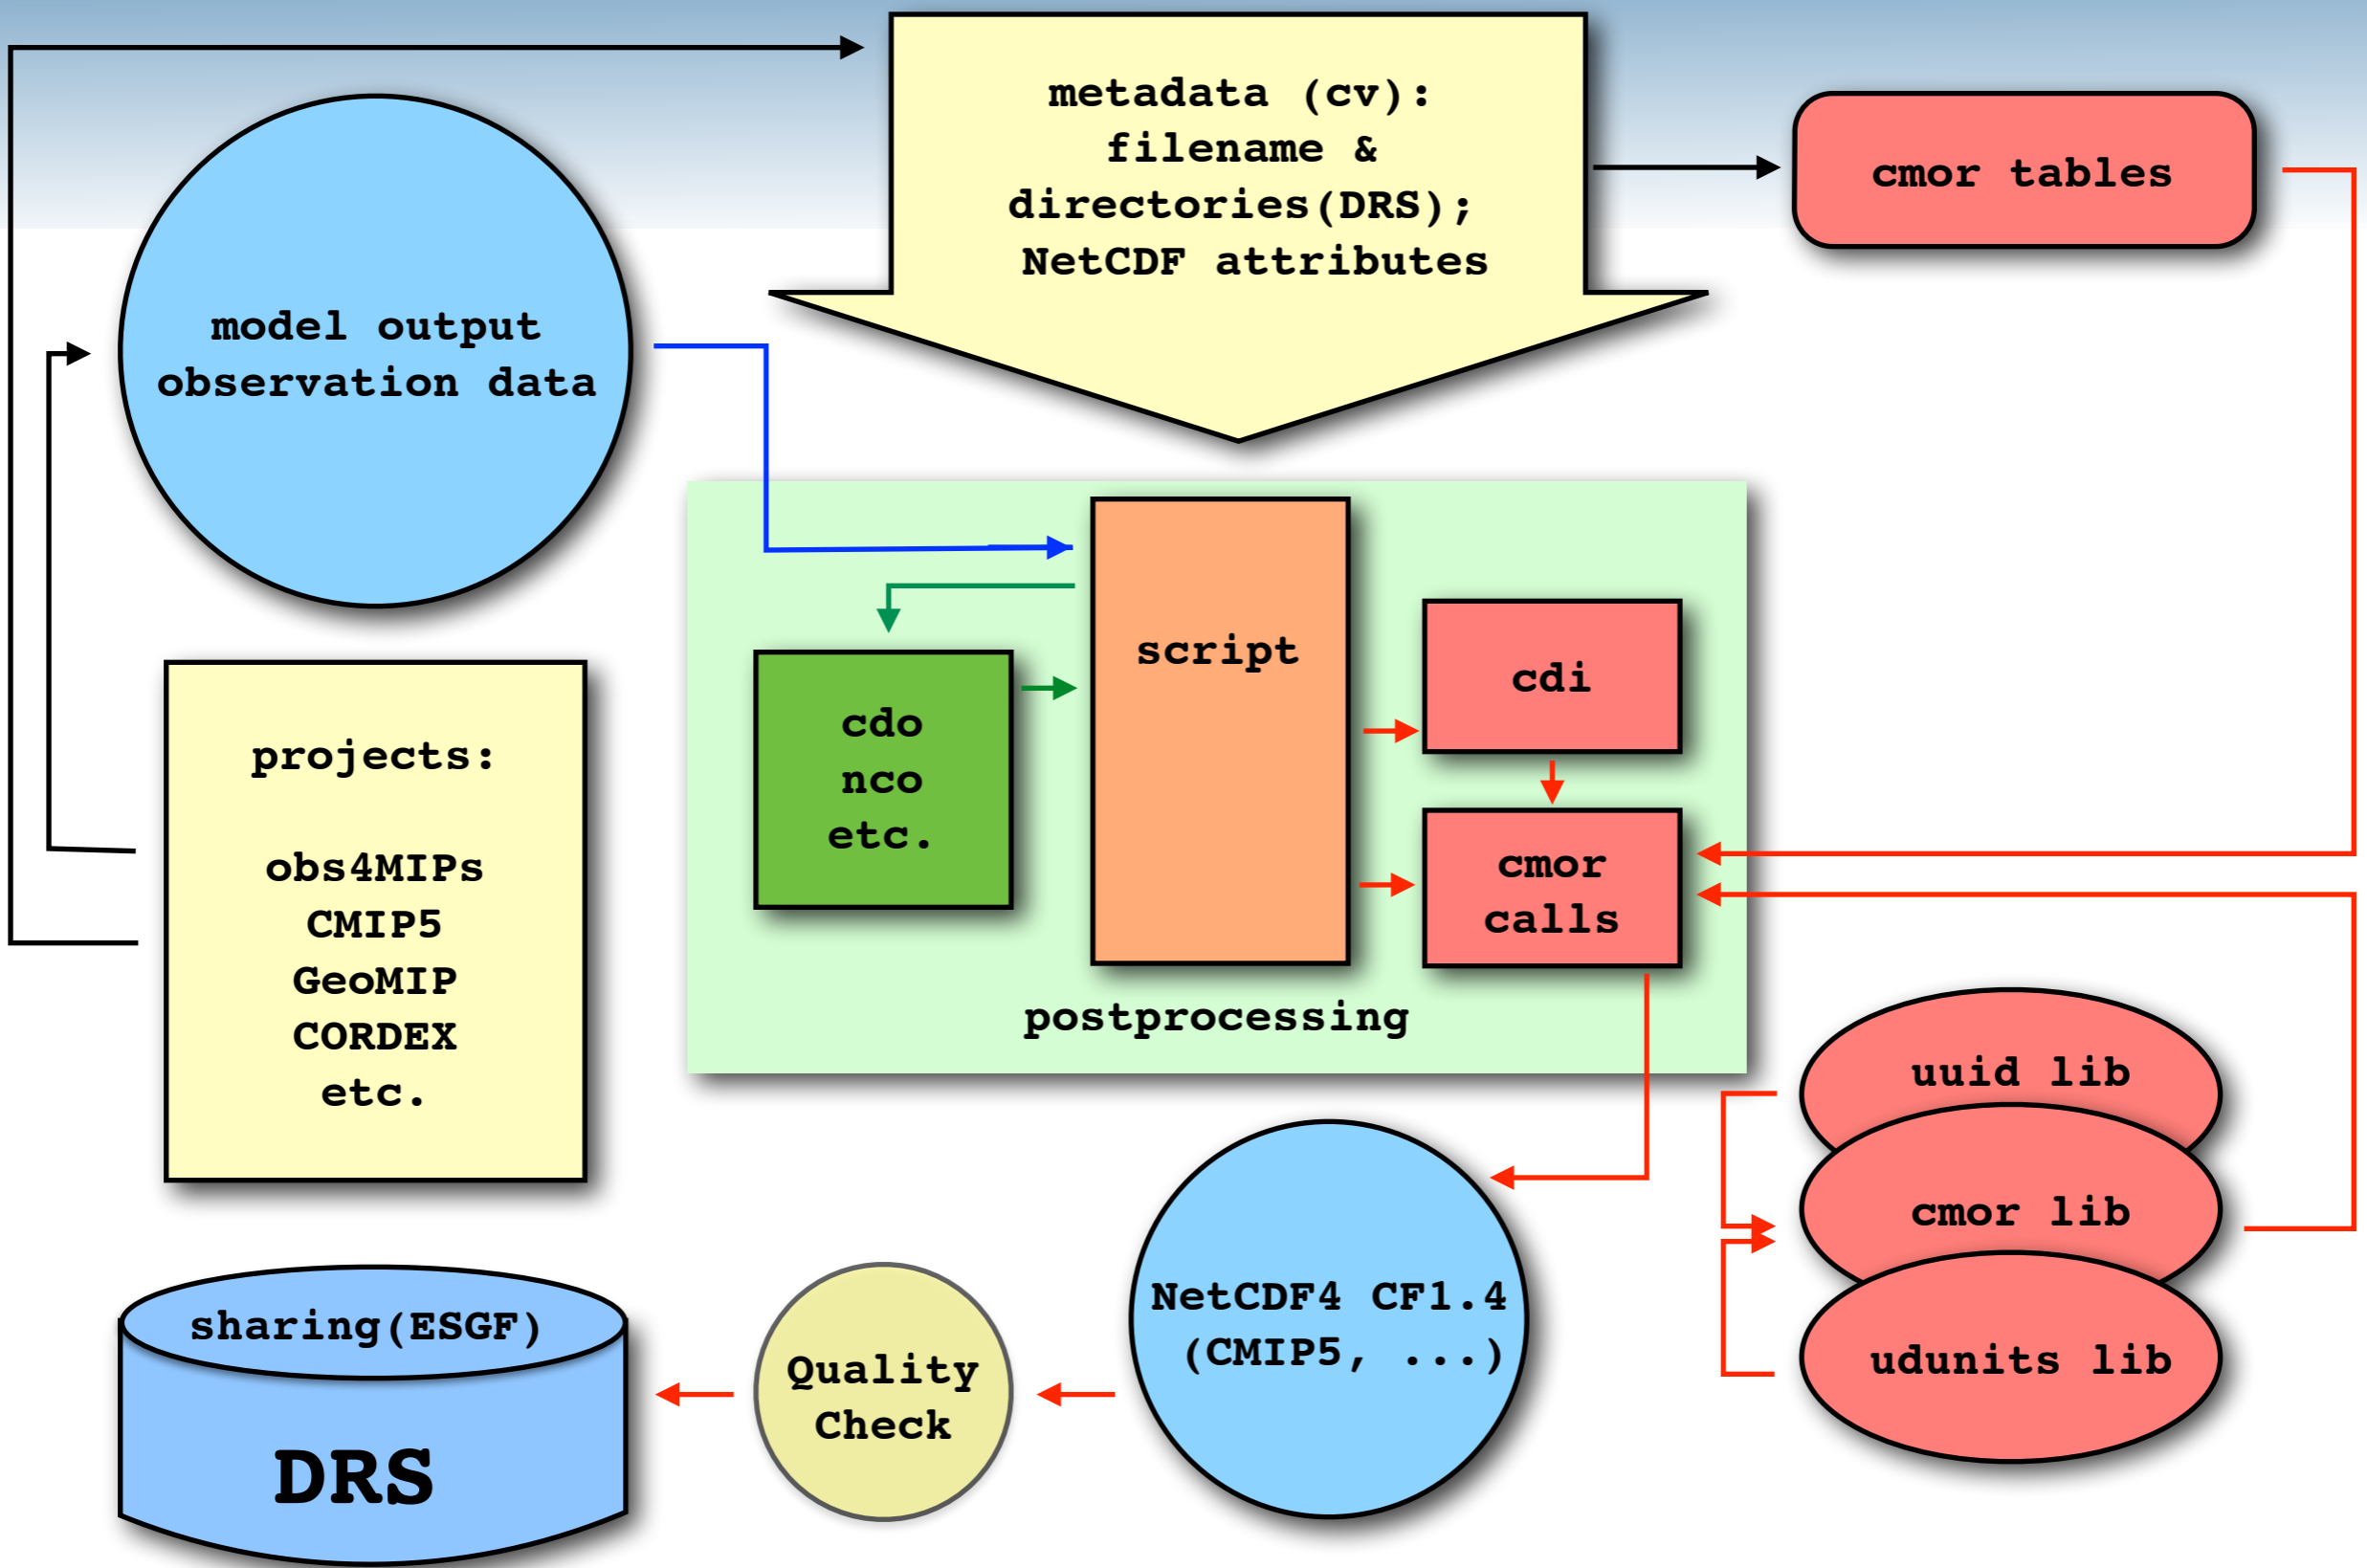 metadata (cv):
filename &
directories(DRS);
NetCDF attributes
cmor tables
model output
observation data
script
cdi
cdo
nco
etc.
cmor
calls
postprocessing
projects:
obs4MIPs
CMIP5
GeoMIP
CORDEX
etc.
uuid lib
cmor lib
udunits lib
NetCDF4 CF1.4
(CMIP5, ...)
Quality
Check
sharing(ESGF)
DRS